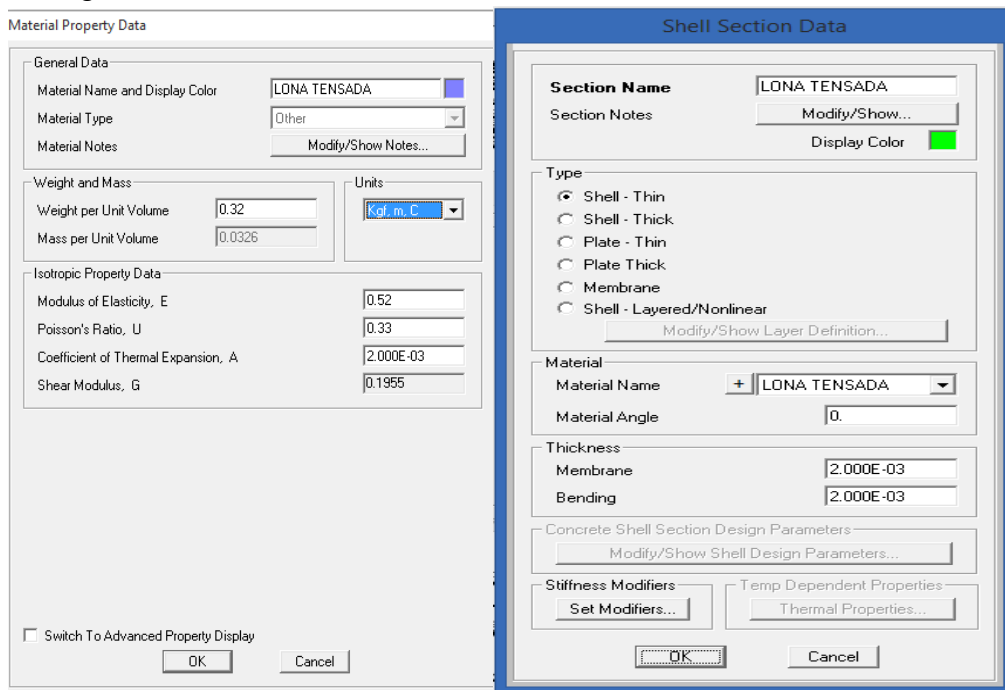 Material Property Data
General Data
Material Name and Display Color LONA TENSADA
Material Type Other
Material Notes Modify/Show Notes...
Weight and Mass
Weight per Unit Volume 0.32
Mass per Unit Volume 0.0326
Units
Kgf, m, C
Isotropic Property Data
Modulus of Elasticity, E 0.52
Poisson's Ratio, U 0.33
Coefficient of Thermal Expansion, A 2.000E-03
Shear Modulus, G 0.1955
Switch To Advanced Property Display
OK Cancel
Shell Section Data
Section Name LONA TENSADA
Section Notes Modify/Show...
Display Color
Type
Shell - Thin
Shell - Thick
Plate - Thin
Plate Thick
Membrane
Shell - Layered/Nonlinear
Modify/Show Layer Definition...
Material
Material Name + LONA TENSADA
Material Angle 0.
Thickness
Membrane 2.000E-03
Bending 2.000E-03
Concrete Shell Section Design Parameters
Modify/Show Shell Design Parameters...
Stiffness Modifiers
Set Modifiers...
Temp Dependent Properties
Thermal Properties...
OK Cancel